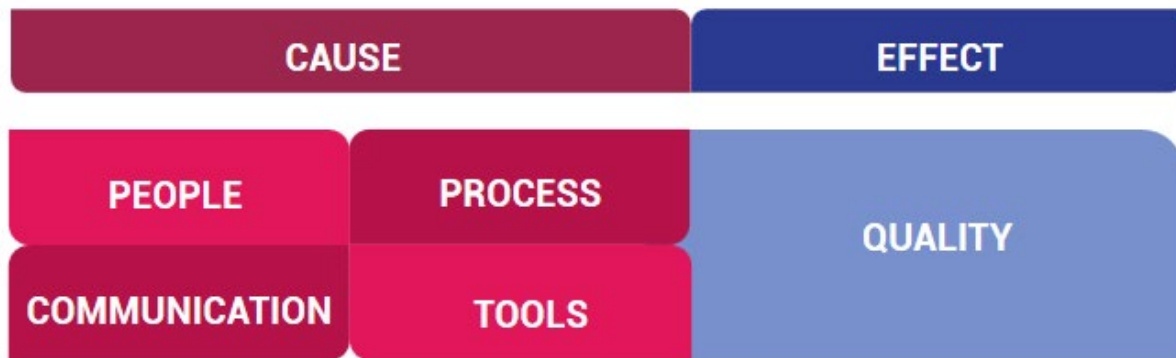 CAUSE
EFFECT
PEOPLE
PROCESS
QUALITY
COMMUNICATION
TOOLS